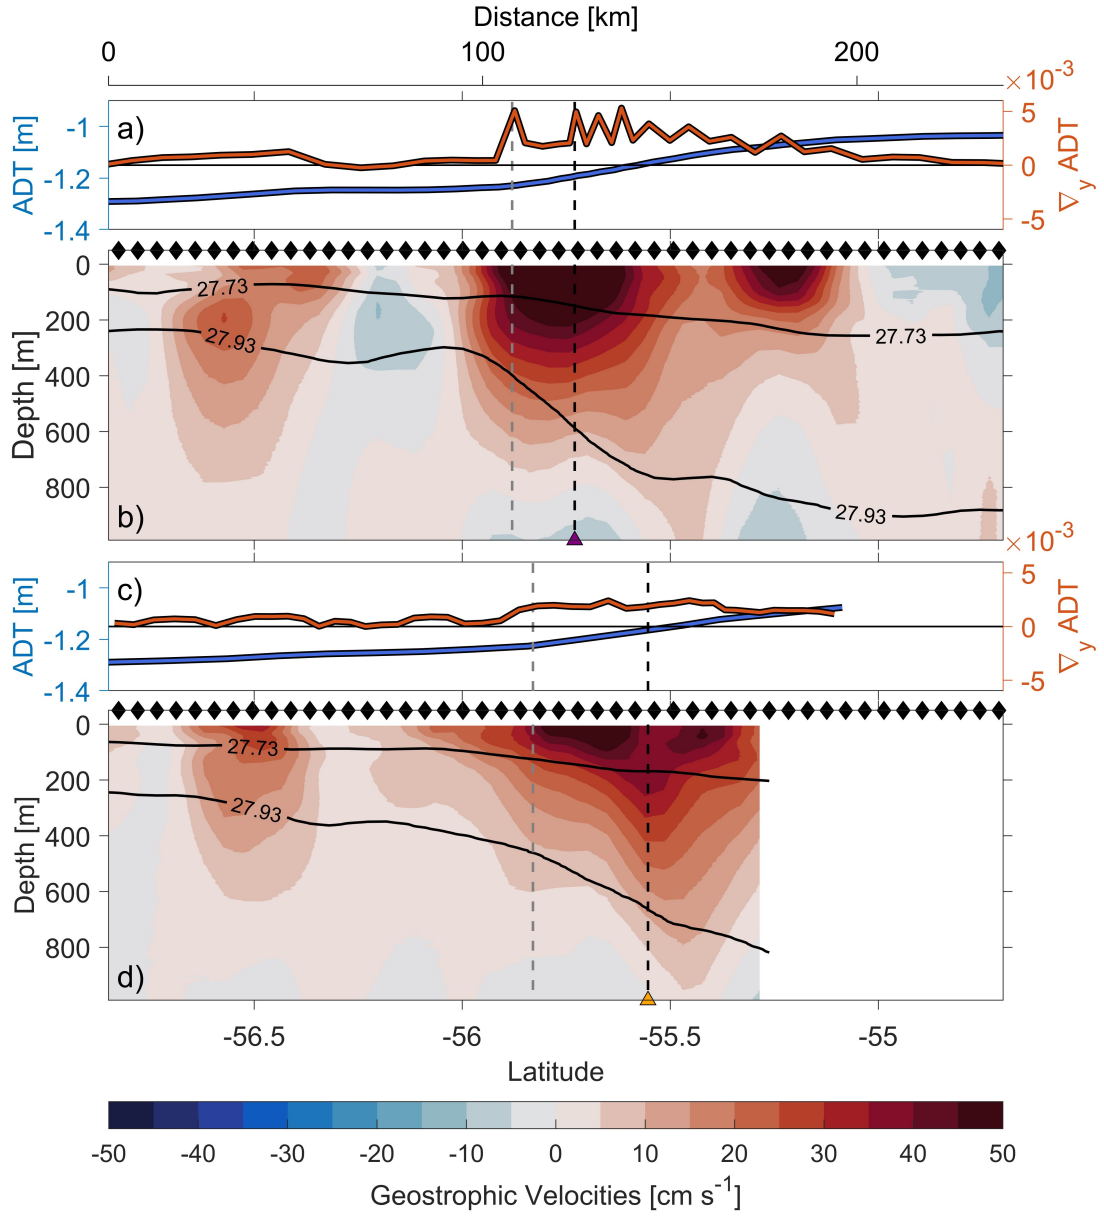 Distance [km]
0 100 200
×10-3
ADT [m]
-1
-1.2
-1.4
a)
5
0
-5
∇y ADT
Depth [m]
0
200
400
600
800
27.73
27.93
27.73
27.93
b)
×10-3
ADT [m]
-1
-1.2
-1.4
c)
5
0
-5
∇y ADT
Depth [m]
0
200
400
600
800
27.73
27.93
d)
-56.5 -56 -55.5 -55
Latitude
-50 -40 -30 -20 -10 0 10 20 30 40 50
Geostrophic Velocities [cm s-1]